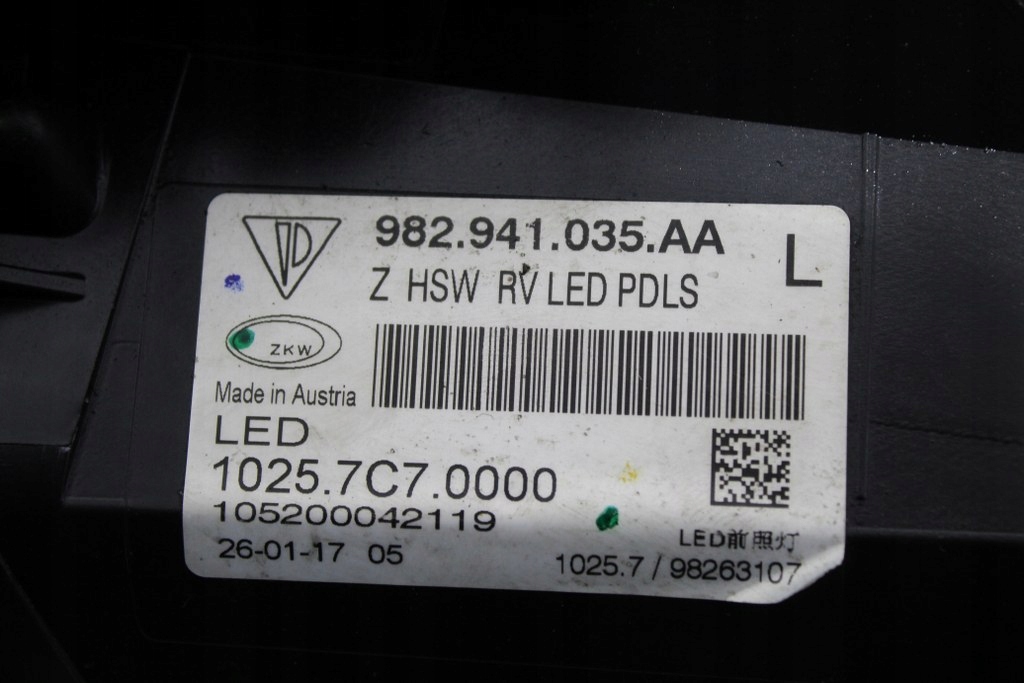 982.941.035.AA
L
Z HSW RV LED PDLS
ZKW
Made in Austria
LED
1025.7C7.0000
105200042119
26-01-17 05
LED前照灯
1025.7 / 98263107